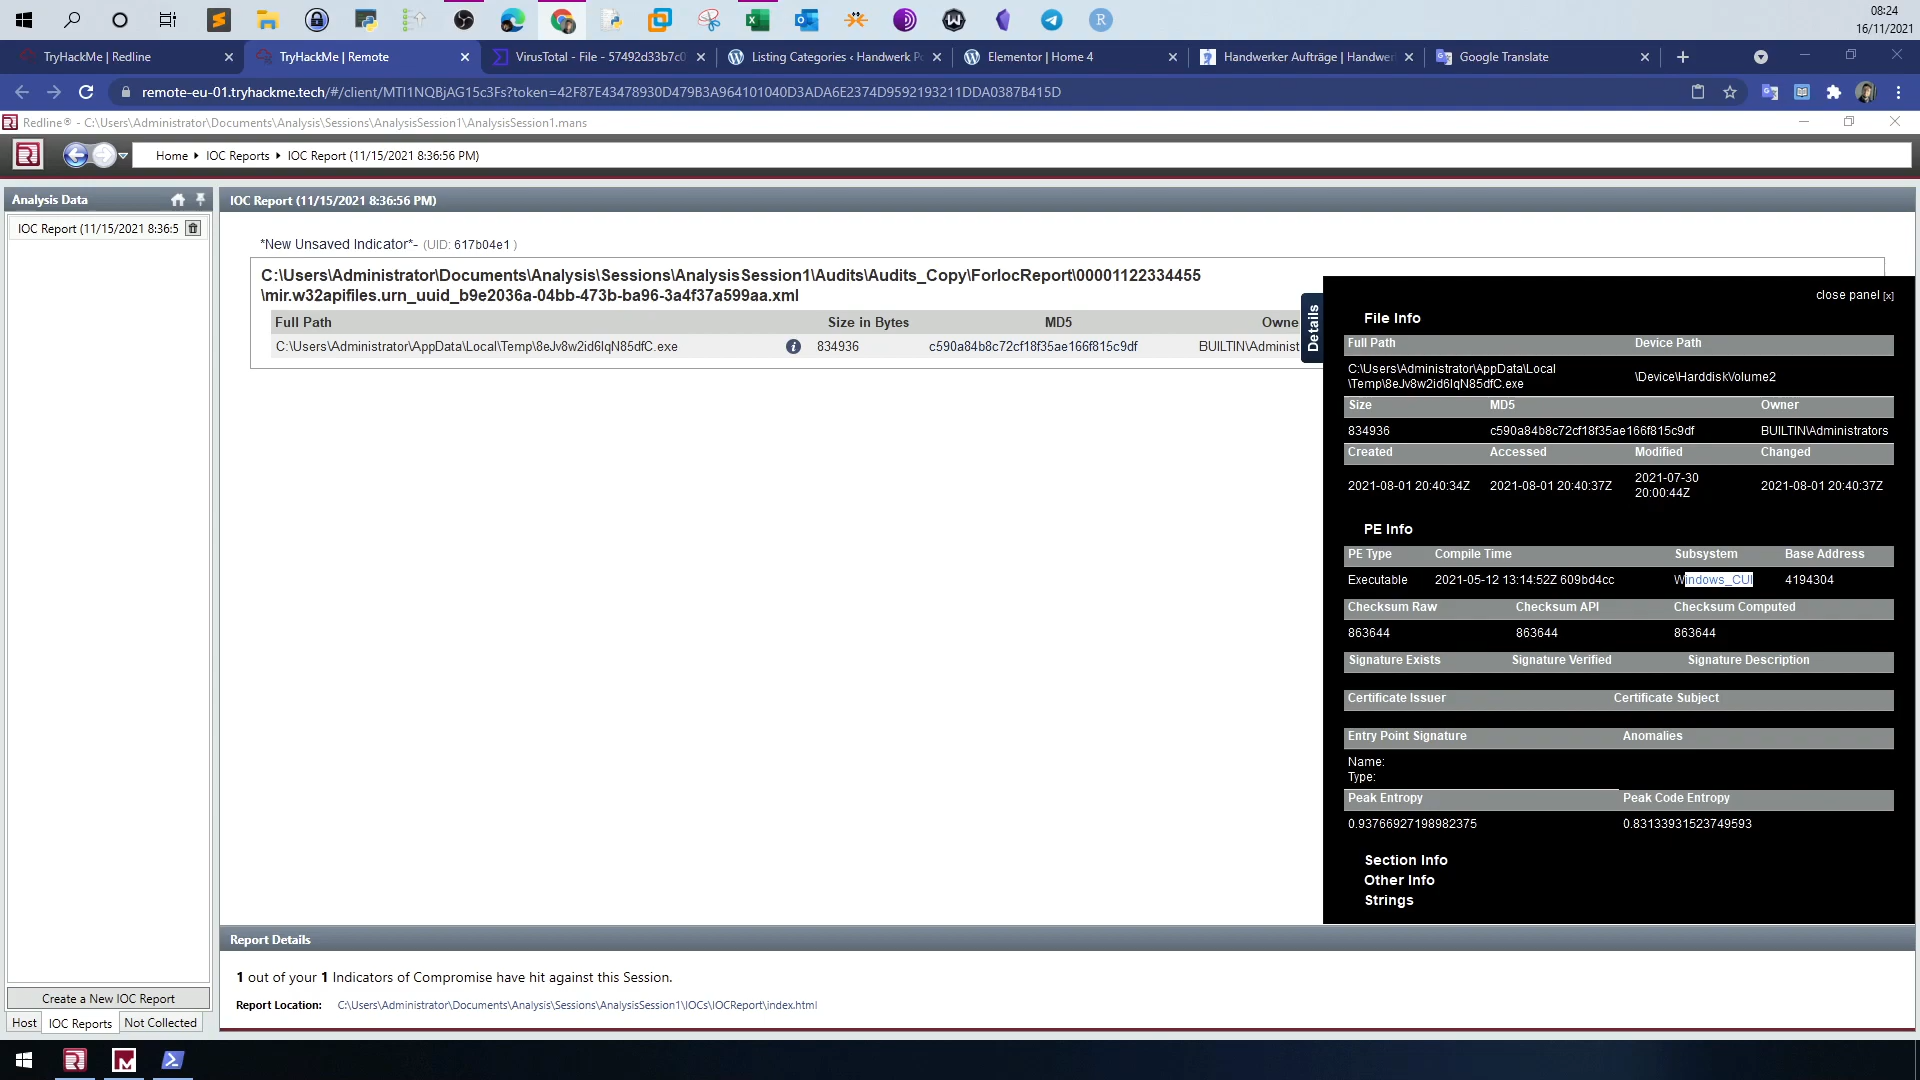 08:24
16/11/2021
TryHackMe | Redline
TryHackMe | Remote
VirusTotal - File - 57492d33b7c0
Listing Categories ‹ Handwerk Po
Elementor | Home 4
Handwerker Aufträge | Handwer
Google Translate
remote-eu-01.tryhackme.tech/#/client/MTI1NQBjAG15c3Fs?token=42F87E43478930D479B3A964101040D3ADA6E2374D9592193211DDA0387B415D
Redline® - C:\Users\Administrator\Documents\Analysis\Sessions\AnalysisSession1\AnalysisSession1.mans
Home ▸ IOC Reports ▸ IOC Report (11/15/2021 8:36:56 PM)
Analysis Data
IOC Report (11/15/2021 8:36:5
IOC Report (11/15/2021 8:36:56 PM)
*New Unsaved Indicator*- (UID: 617b04e1 )
C:\Users\Administrator\Documents\Analysis\Sessions\AnalysisSession1\Audits\Audits_Copy\ForIocReport\00001122334455
\mir.w32apifiles.urn_uuid_b9e2036a-04bb-473b-ba96-3a4f37a599aa.xml
Full Path Size in Bytes MD5 Owne
C:\Users\Administrator\AppData\Local\Temp\8eJv8w2id6IqN85dfC.exe 834936 c590a84b8c72cf18f35ae166f815c9df BUILTIN\Administ
Details
close panel [x]
File Info
Full Path Device Path
C:\Users\Administrator\AppData\Local
\Temp\8eJv8w2id6IqN85dfC.exe
\Device\HarddiskVolume2
Size MD5 Owner
834936 c590a84b8c72cf18f35ae166f815c9df BUILTIN\Administrators
Created Accessed Modified Changed
2021-08-01 20:40:34Z 2021-08-01 20:40:37Z 2021-07-30 20:00:44Z 2021-08-01 20:40:37Z
PE Info
PE Type Compile Time Subsystem Base Address
Executable 2021-05-12 13:14:52Z 609bd4cc Windows_CUI 4194304
Checksum Raw Checksum API Checksum Computed
863644 863644 863644
Signature Exists Signature Verified Signature Description
Certificate Issuer Certificate Subject
Entry Point Signature Anomalies
Name:
Type:
Peak Entropy Peak Code Entropy
0.93766927198982375 0.83133931523749593
Section Info
Other Info
Strings
Report Details
1 out of your 1 Indicators of Compromise have hit against this Session.
Report Location: C:\Users\Administrator\Documents\Analysis\Sessions\AnalysisSession1\IOCs\IOCReport\index.html
Create a New IOC Report
Host IOC Reports Not Collected